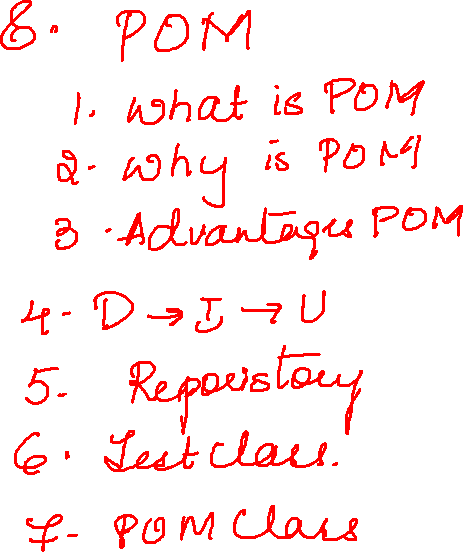 8. POM
1. What is POM
2. Why is POM
3. Advantages POM
4. D → I → U
5. Reporistory
6. Test Class.
7. POM Class